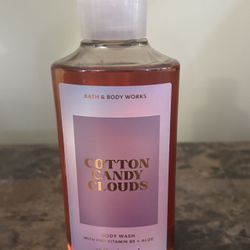 BATH & BODY WORKS
COTTON
CANDY
CLOUDS
BODY WASH
WITH PRO-VITAMIN B5 + ALOE